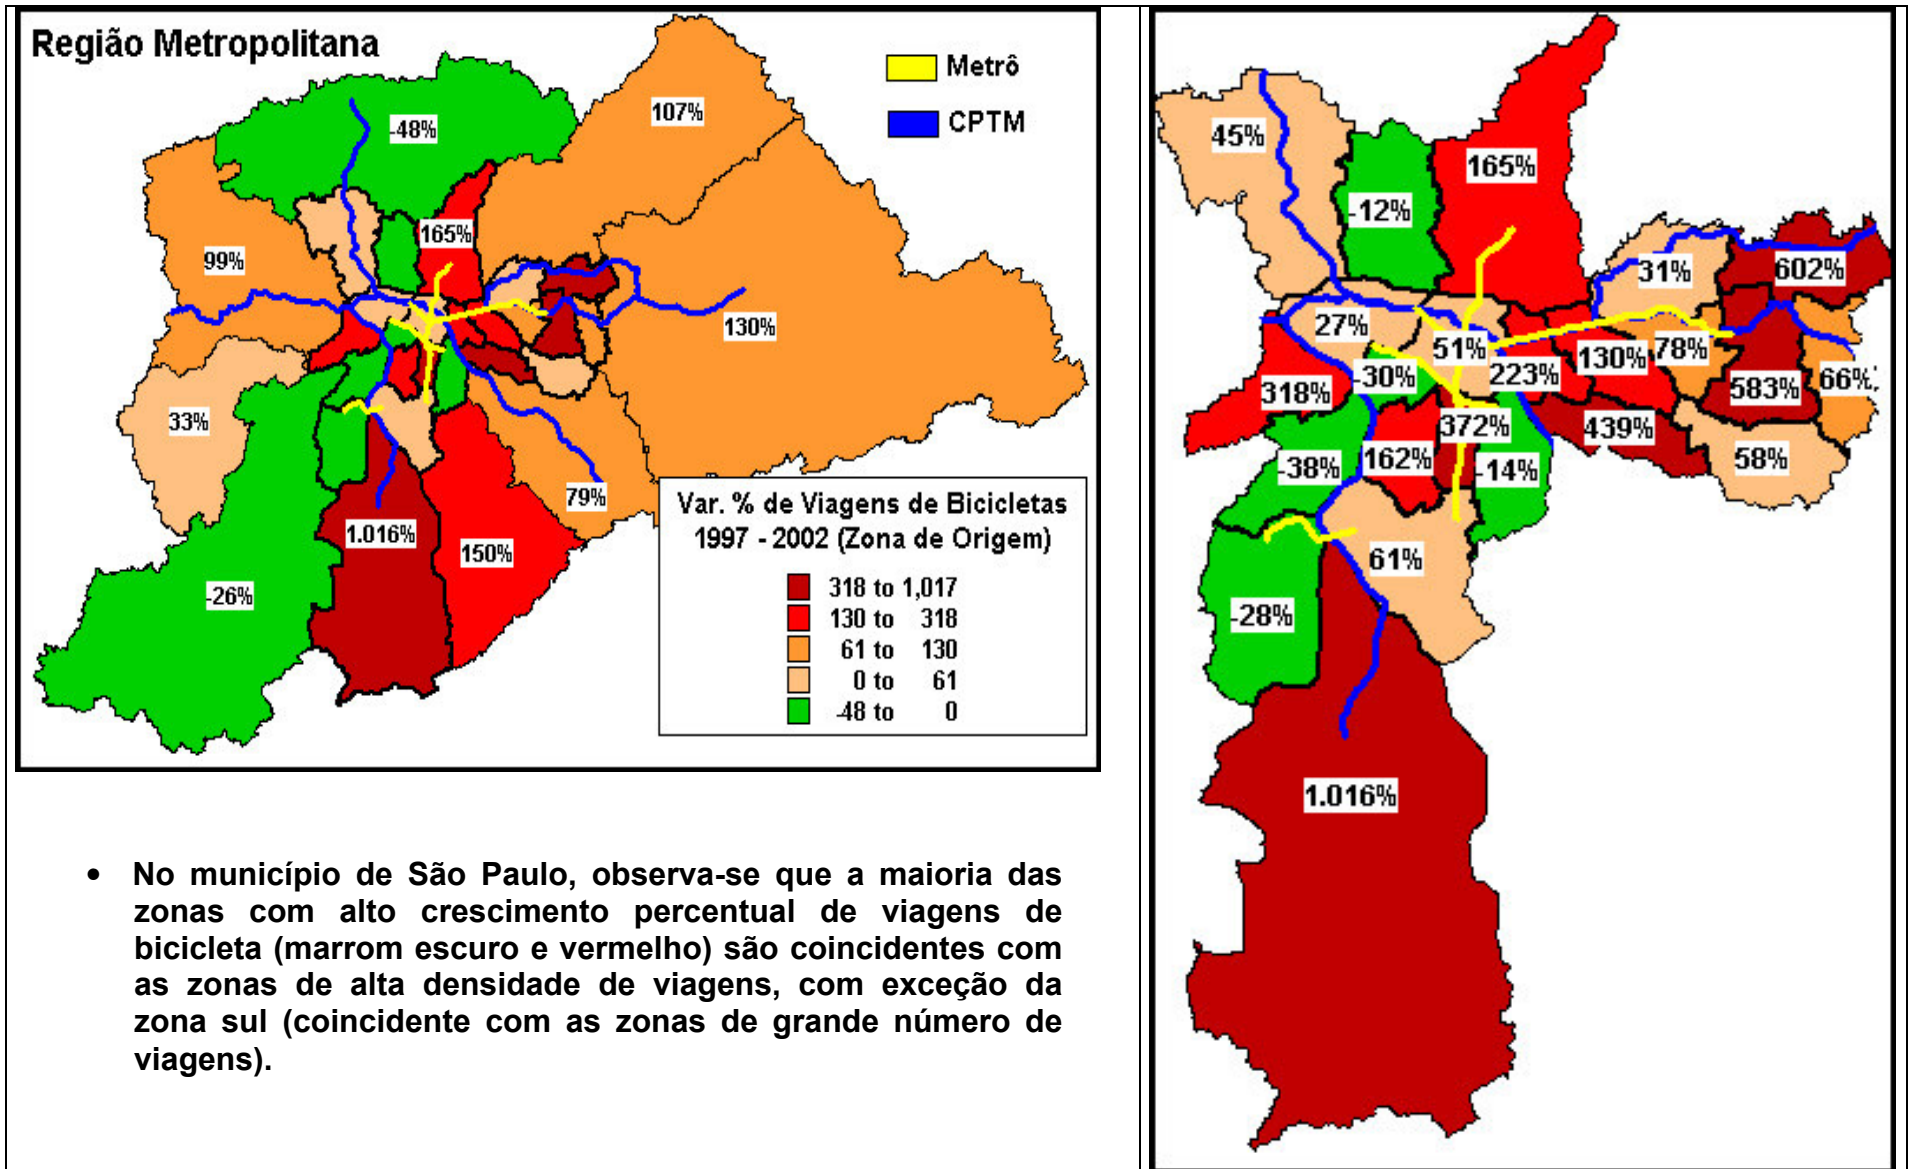 Região Metropolitana
Metrô
CPTM
-48%
107%
165%
99%
130%
33%
79%
1.016%
150%
-26%
Var. % de Viagens de Bicicletas
1997 - 2002 (Zona de Origem)
318 to 1,017
130 to 318
61 to 130
0 to 61
-48 to 0
• No município de São Paulo, observa-se que a maioria das
zonas com alto crescimento percentual de viagens de
bicicleta (marrom escuro e vermelho) são coincidentes com
as zonas de alta densidade de viagens, com exceção da
zona sul (coincidente com as zonas de grande número de
viagens).
45%
165%
-12%
31%
602%
27%
51%
130%
78%
-30%
223%
66%
318%
583%
372%
439%
-38%
162%
-14%
58%
61%
-28%
1.016%